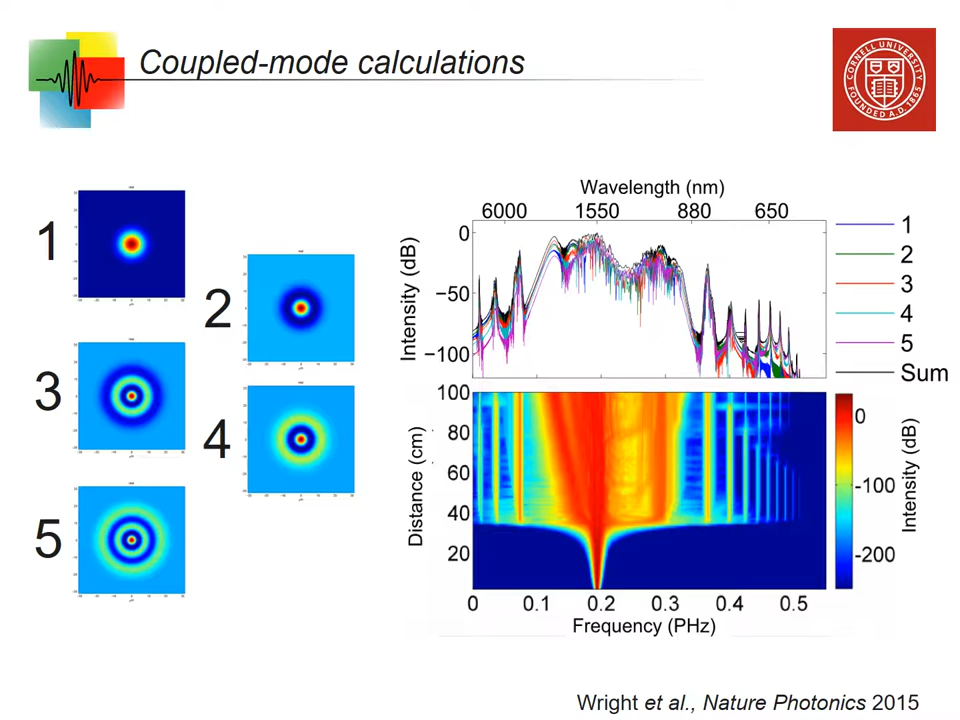 Coupled-mode calculations
CORNELL UNIVERSITY
FOUNDED A.D. 1865
1
2
3
4
5
Wavelength (nm)
6000 1550 880 650
Intensity (dB)
0
−50
−100
1
2
3
4
5
Sum
Distance (cm)
100
80
60
40
20
0 0.1 0.2 0.3 0.4 0.5
Frequency (PHz)
0
-100
-200
Intensity (dB)
Wright et al., Nature Photonics 2015